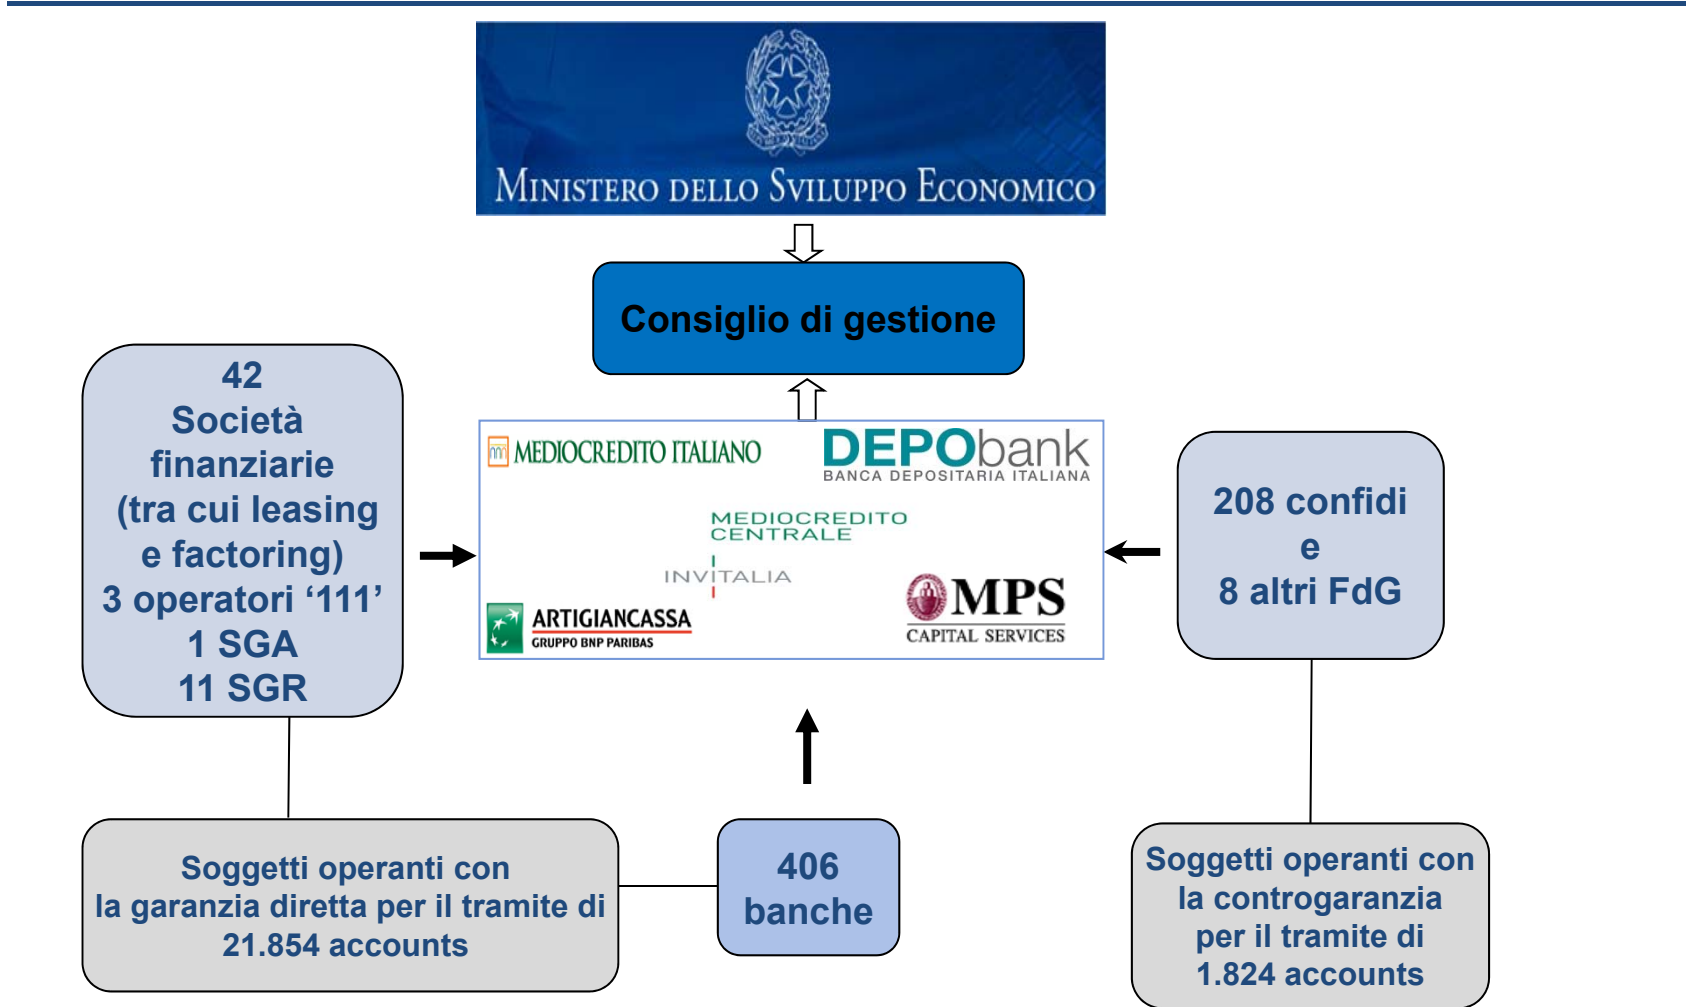 MINISTERO DELLO SVILUPPO ECONOMICO
Consiglio di gestione
42
Società
finanziarie
(tra cui leasing
e factoring)
3 operatori ‘111’
1 SGA
11 SGR
MEDIOCREDITO ITALIANO
DEPObank
BANCA DEPOSITARIA ITALIANA
MEDIOCREDITO
CENTRALE
INVITALIA
ARTIGIANCASSA
GRUPPO BNP PARIBAS
MPS
CAPITAL SERVICES
208 confidi
e
8 altri FdG
Soggetti operanti con
la garanzia diretta per il tramite di
21.854 accounts
406
banche
Soggetti operanti con
la controgaranzia
per il tramite di
1.824 accounts